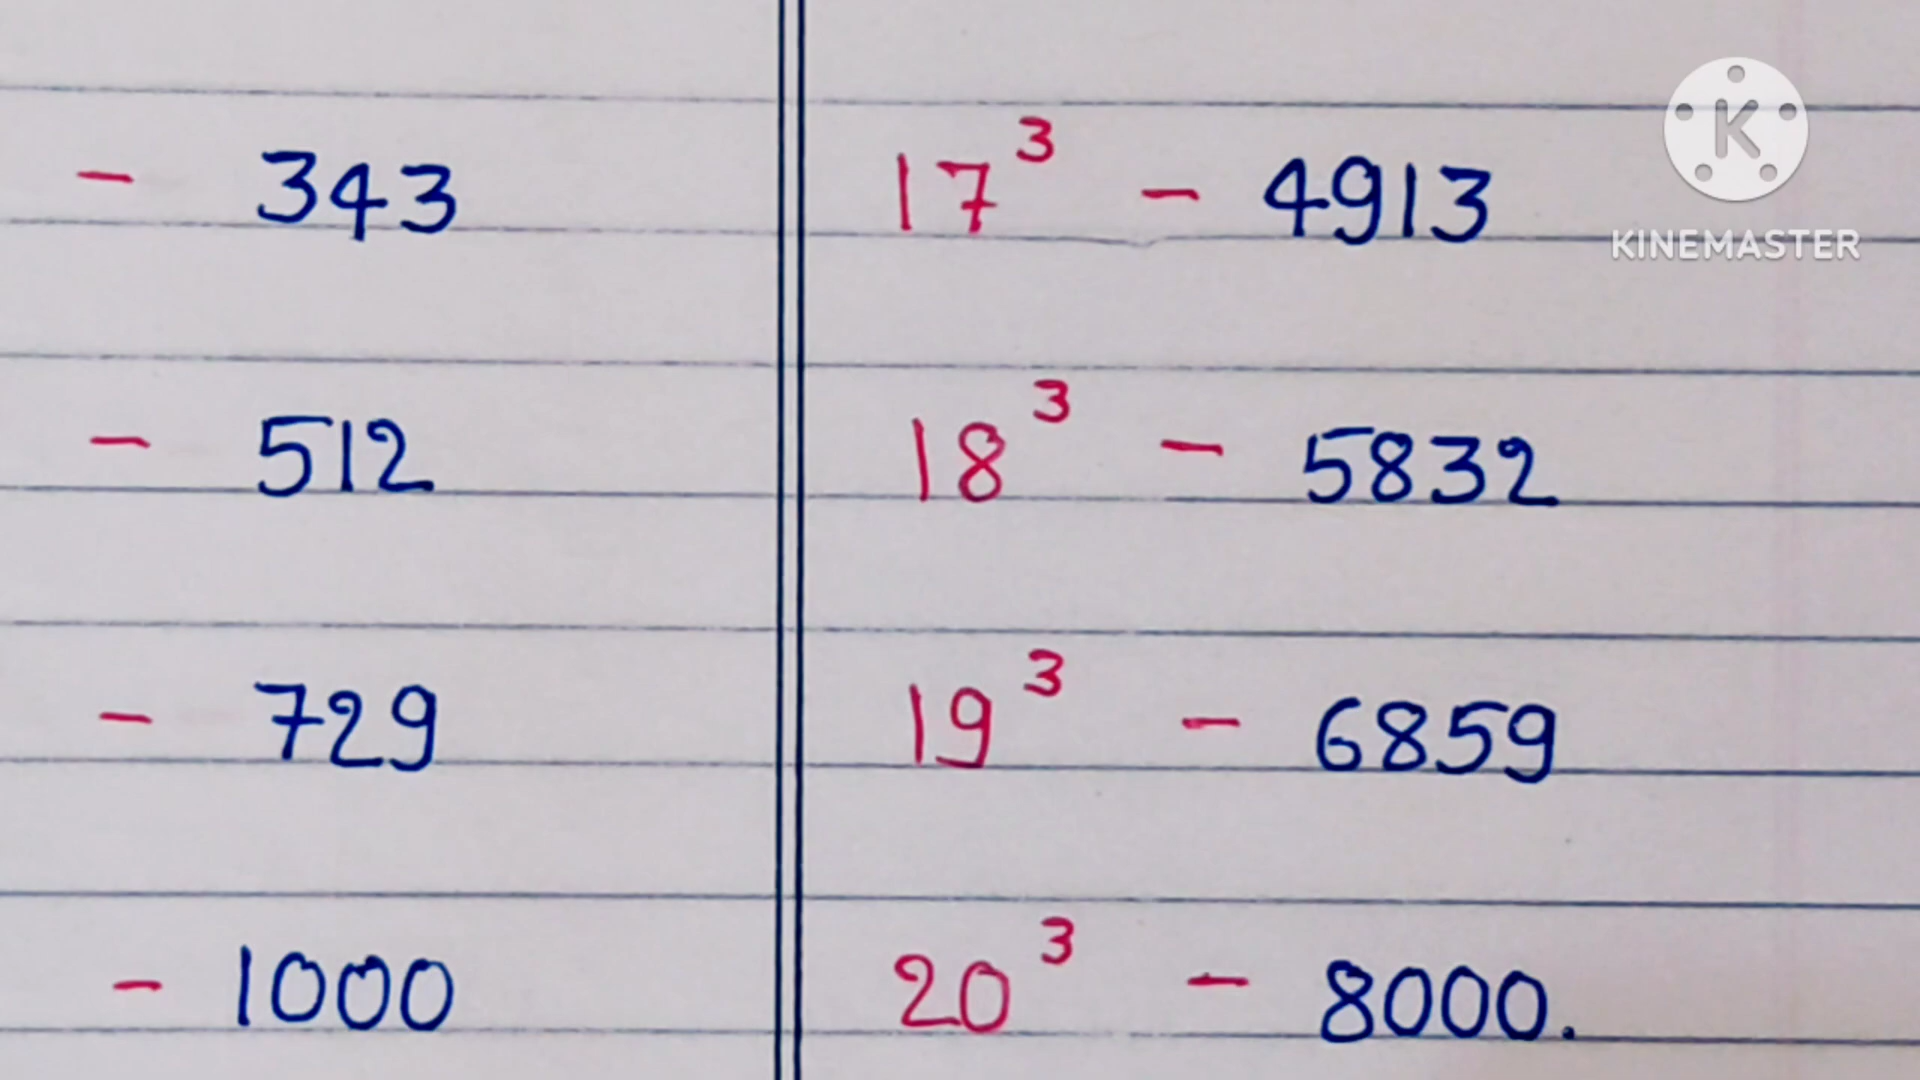 - 343
- 512
- 729
- 1000
17³ - 4913
18³ - 5832
19³ - 6859
20³ - 8000.
K
KINEMASTER